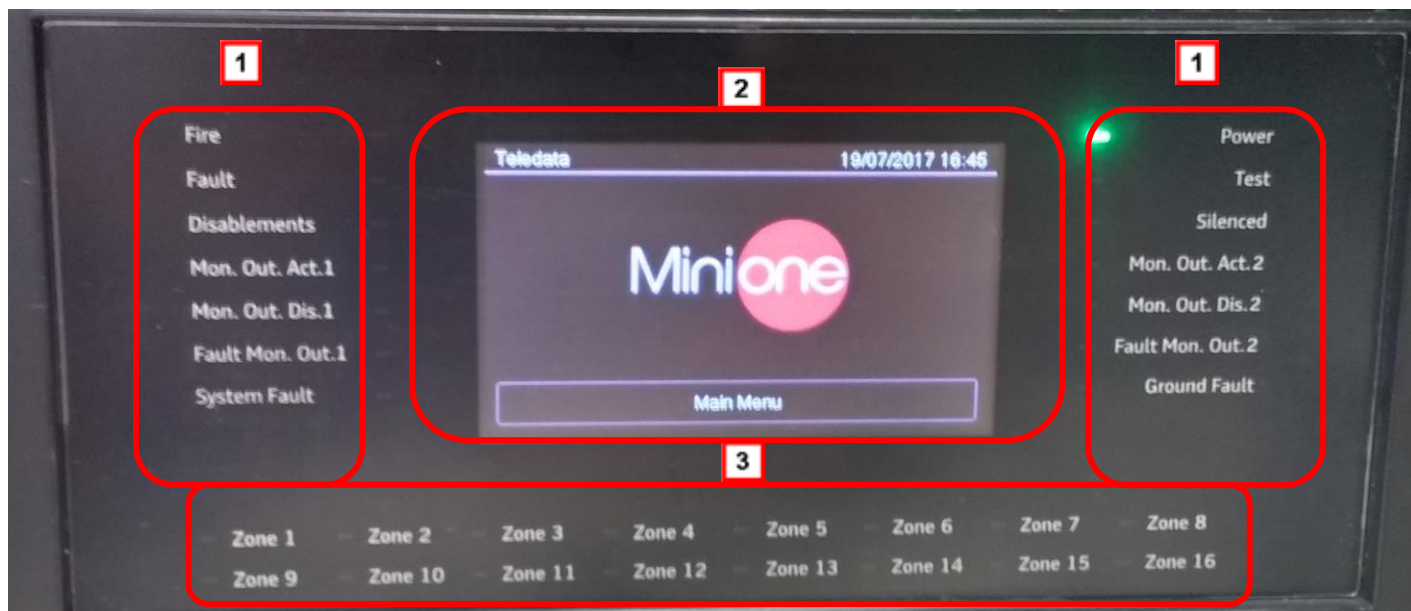 1
1
2
Fire
Fault
Disablements
Mon. Out. Act.1
Mon. Out. Dis.1
Fault Mon. Out.1
System Fault
Teledata 19/07/2017 16:45
Minione
Main Menu
Power
Test
Silenced
Mon. Out. Act.2
Mon. Out. Dis.2
Fault Mon. Out.2
Ground Fault
3
Zone 1 Zone 2 Zone 3 Zone 4 Zone 5 Zone 6 Zone 7 Zone 8
Zone 9 Zone 10 Zone 11 Zone 12 Zone 13 Zone 14 Zone 15 Zone 16